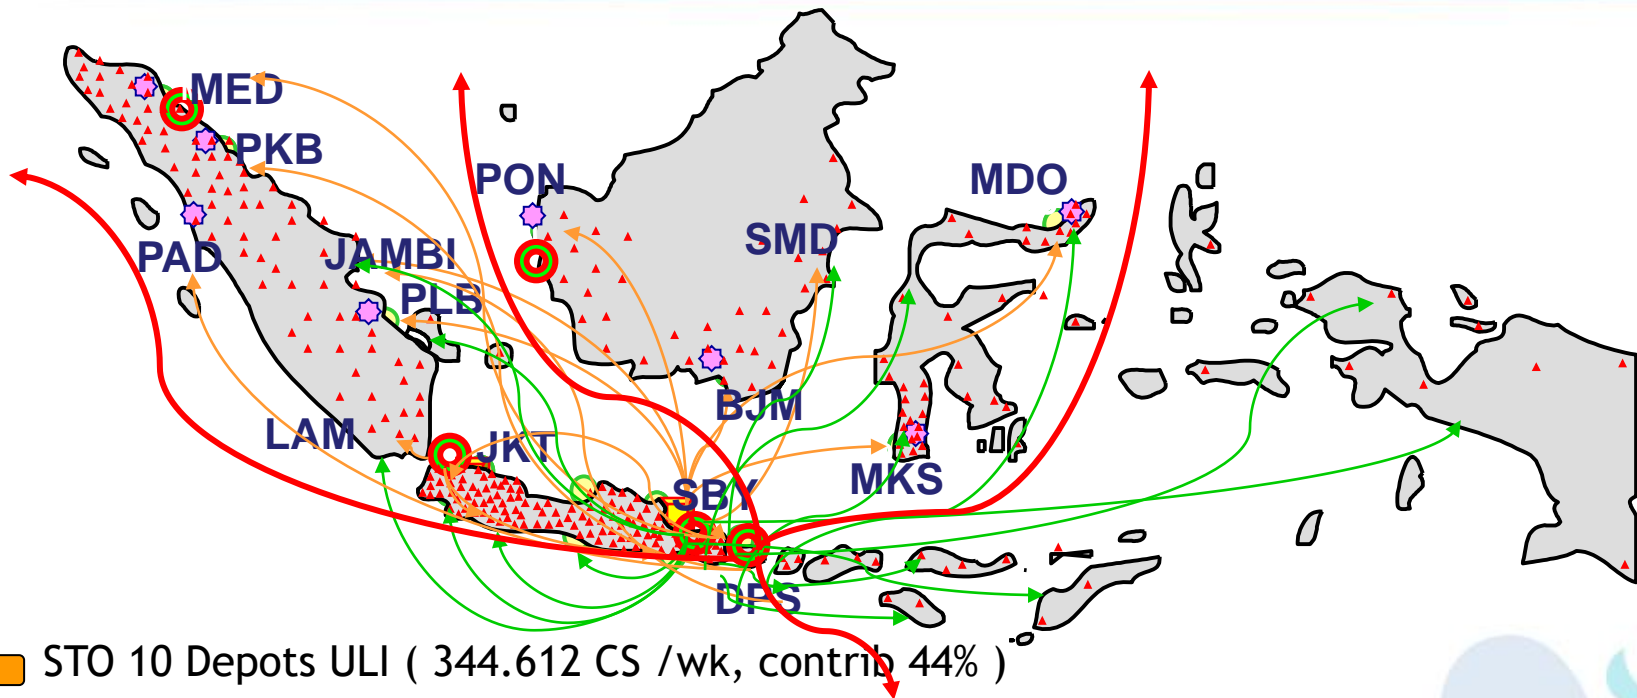 MED
PKB
PON
MDO
PAD
JAMBI
SMD
PLB
BJM
LAM
JKT
MKS
SBY
DPS
STO 10 Depots ULI ( 344.612 CS /wk, contrib 44% )